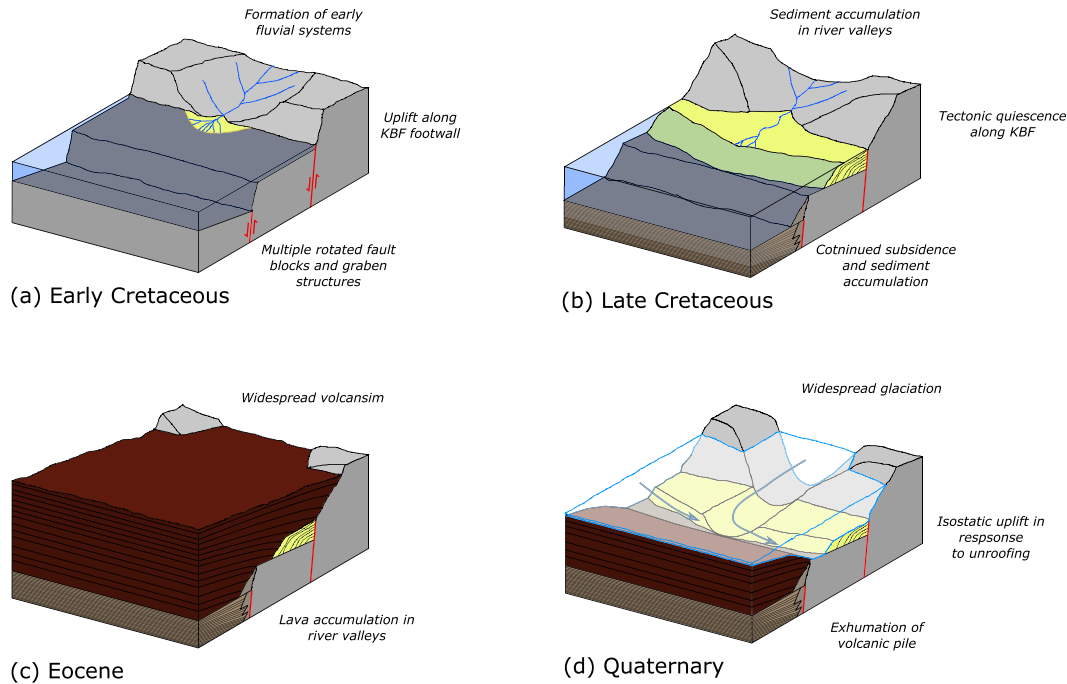 Formation of early
fluvial systems
Uplift along
KBF footwall
Multiple rotated fault
blocks and graben
structures
(a) Early Cretaceous
Sediment accumulation
in river valleys
Tectonic quiescence
along KBF
Cotninued subsidence
and sediment
accumulation
(b) Late Cretaceous
Widespread volcansim
Lava accumulation in
river valleys
(c) Eocene
Widespread glaciation
Isostatic uplift in
respsonse
to unroofing
Exhumation of
volcanic pile
(d) Quaternary